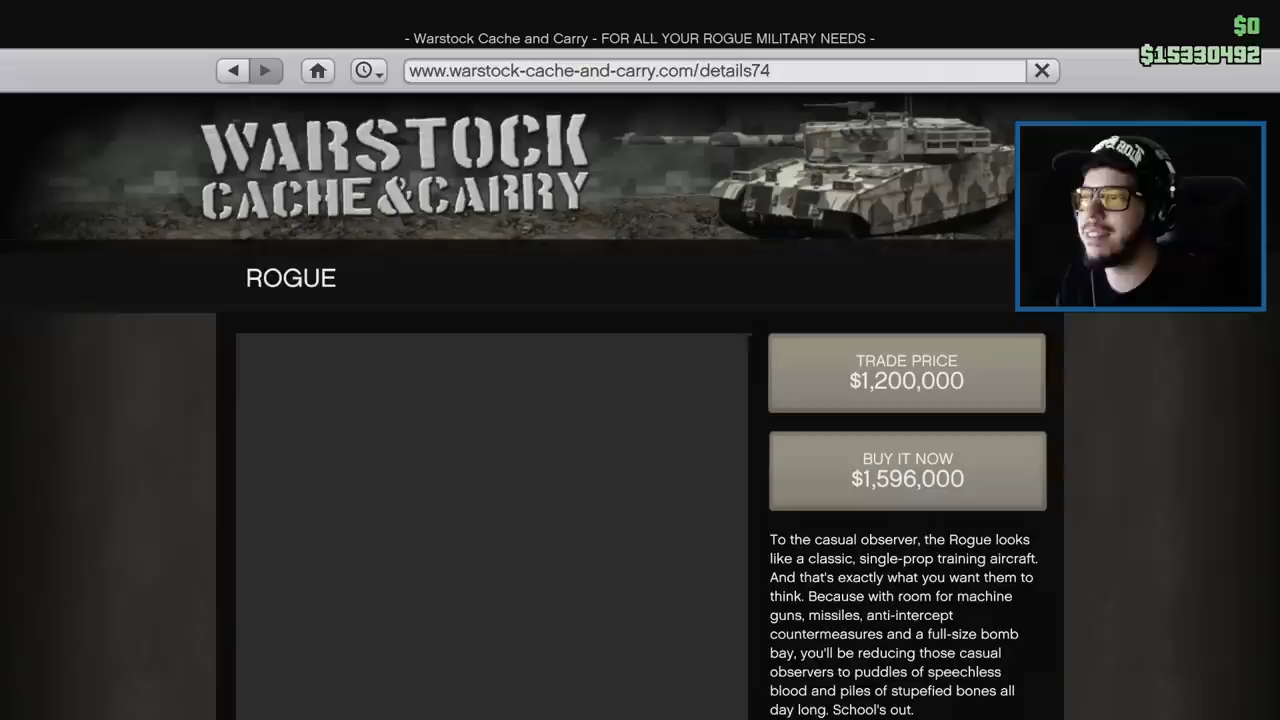 - Warstock Cache and Carry - FOR ALL YOUR ROGUE MILITARY NEEDS -
$0
$15330492
www.warstock-cache-and-carry.com/details74
WARSTOCK
CACHE&CARRY
ROGUE
TRADE PRICE
$1,200,000
BUY IT NOW
$1,596,000
To the casual observer, the Rogue looks
like a classic, single-prop training aircraft.
And that's exactly what you want them to
think. Because with room for machine
guns, missiles, anti-intercept
countermeasures and a full-size bomb
bay, you'll be reducing those casual
observers to puddles of speechless
blood and piles of stupefied bones all
day long. School's out.